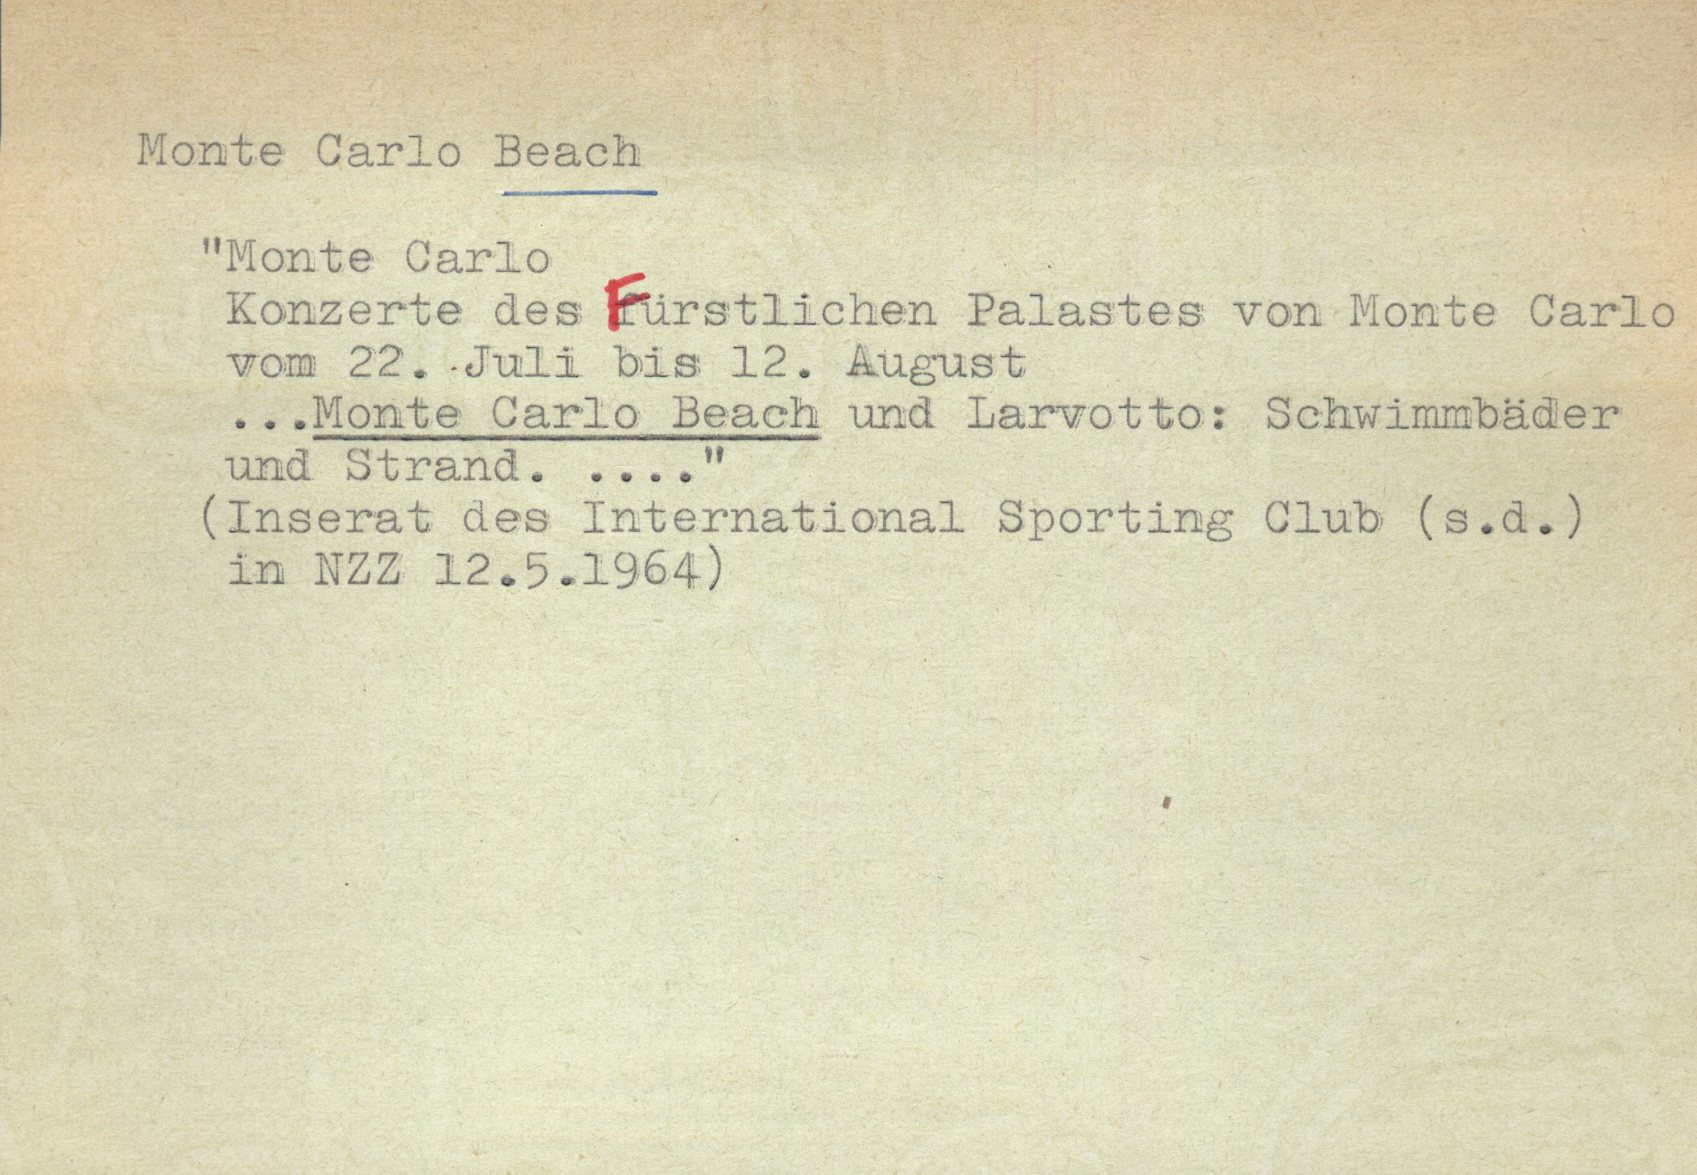 Monte Carlo Beach
"Monte Carlo
Konzerte des Fürstlichen Palastes von Monte Carlo
vom 22. Juli bis 12. August
...Monte Carlo Beach und Larvotto: Schwimmbäder
und Strand. ...."
(Inserat des International Sporting Club (s.d.)
in NZZ 12.5.1964)